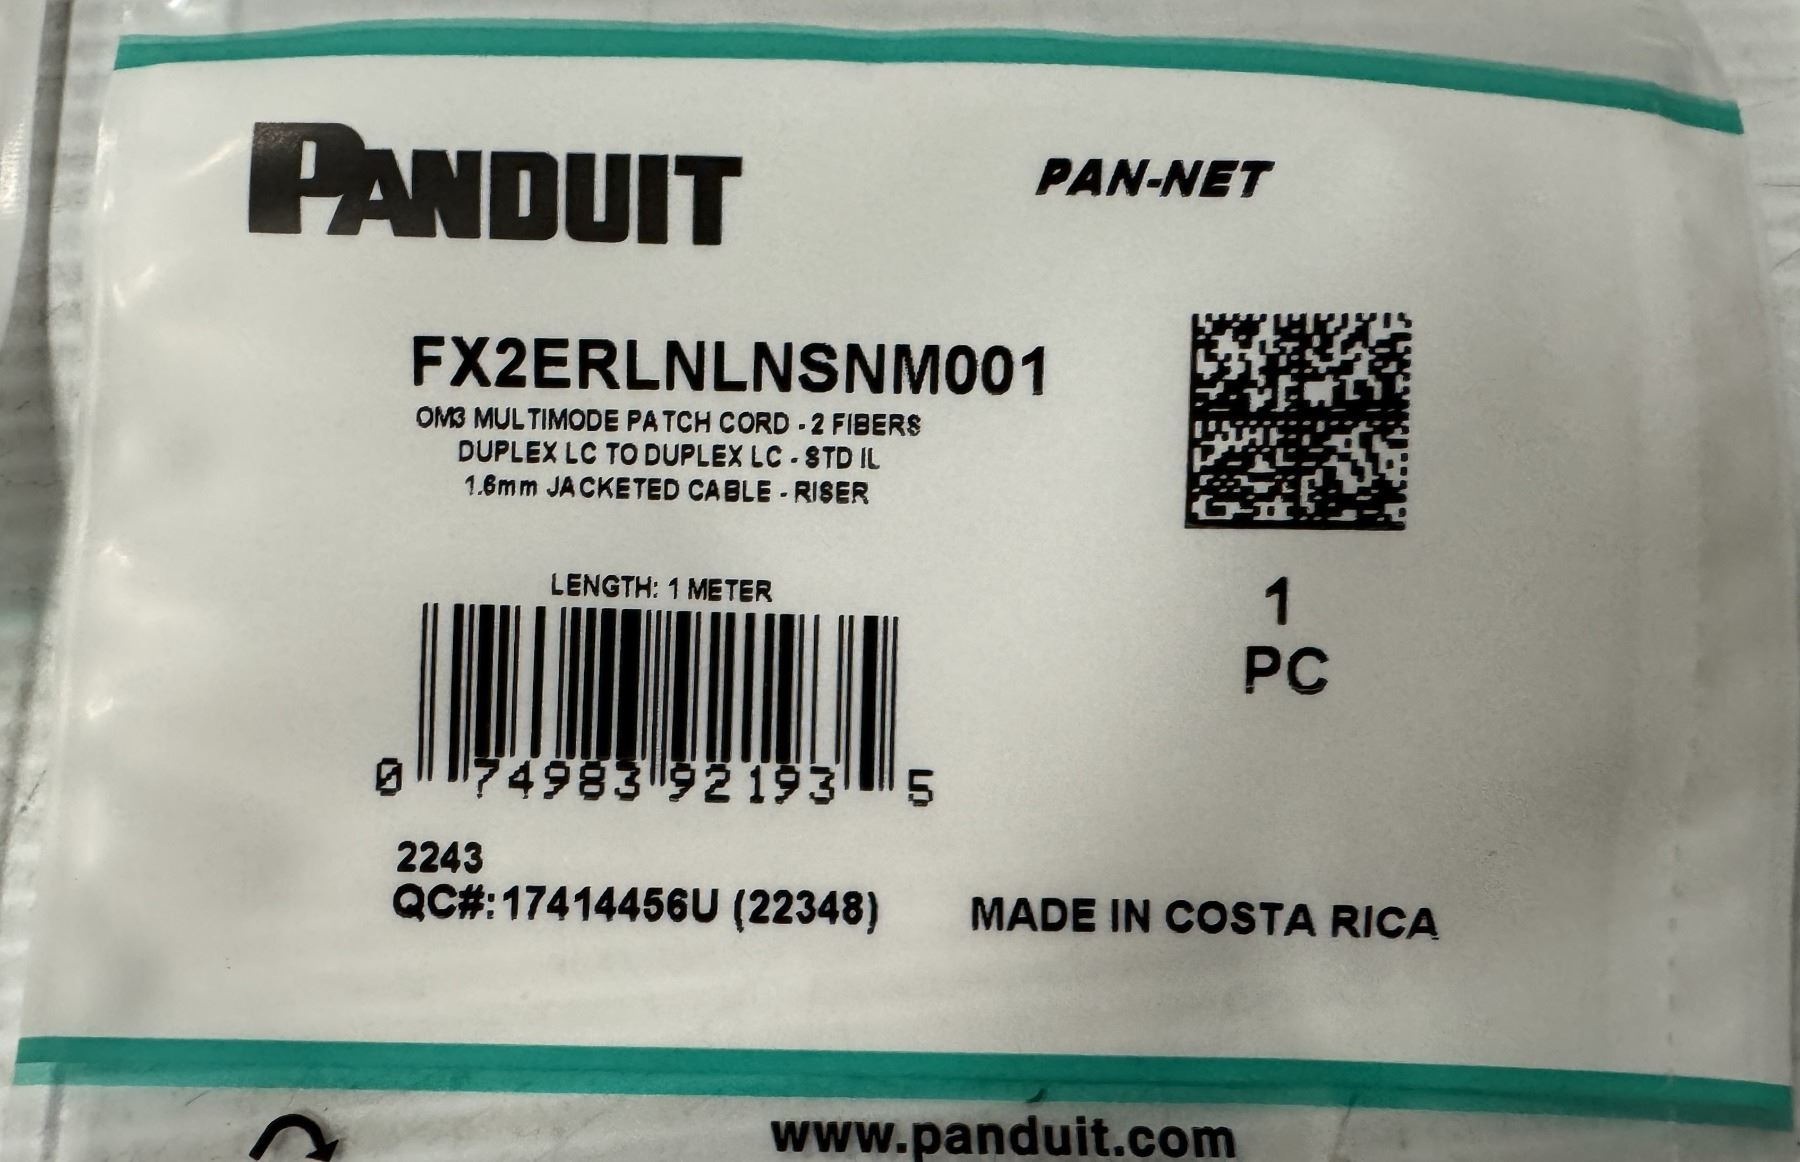 PANDUIT
PAN-NET
FX2ERLNLNSNM001
OM3 MULTIMODE PATCH CORD - 2 FIBERS
DUPLEX LC TO DUPLEX LC - STD IL
1.6mm JACKETED CABLE - RISER
LENGTH: 1 METER
0 74983 92193 5
1
PC
2243
QC#:17414456U (22348)
MADE IN COSTA RICA
www.panduit.com